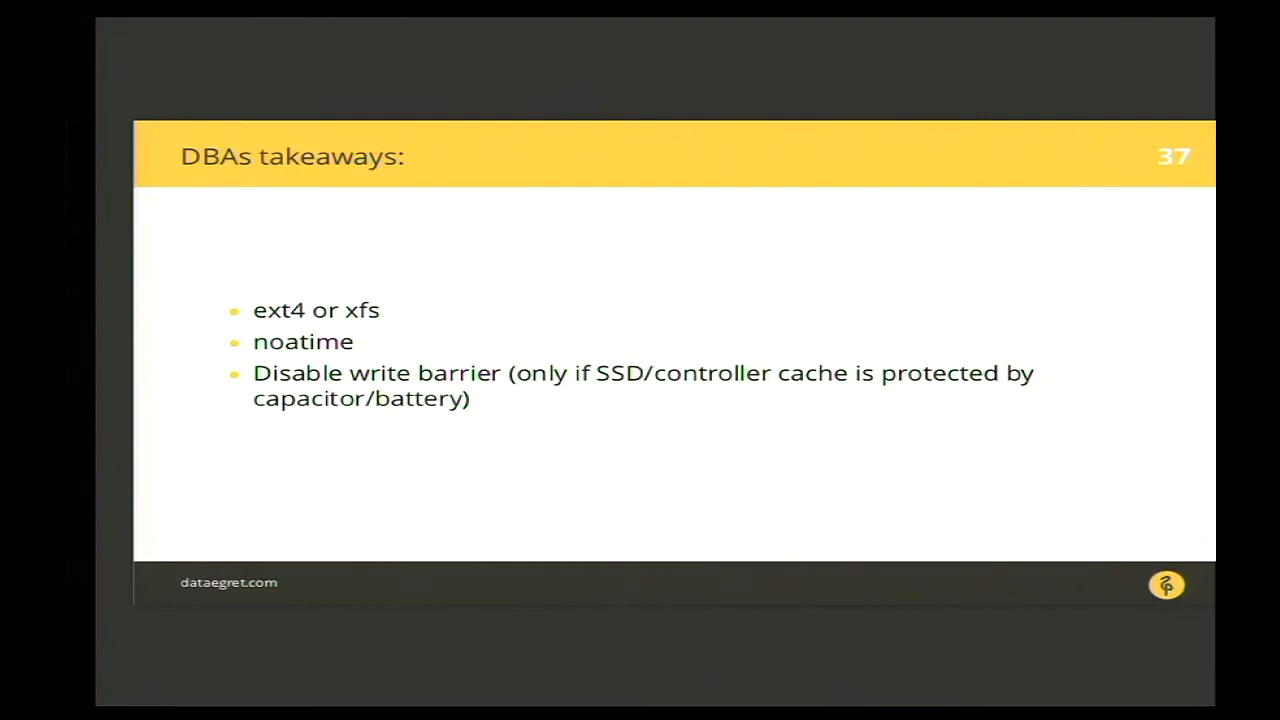 DBAs takeaways:
37
ext4 or xfs
noatime
Disable write barrier (only if SSD/controller cache is protected by
capacitor/battery)
dataegret.com